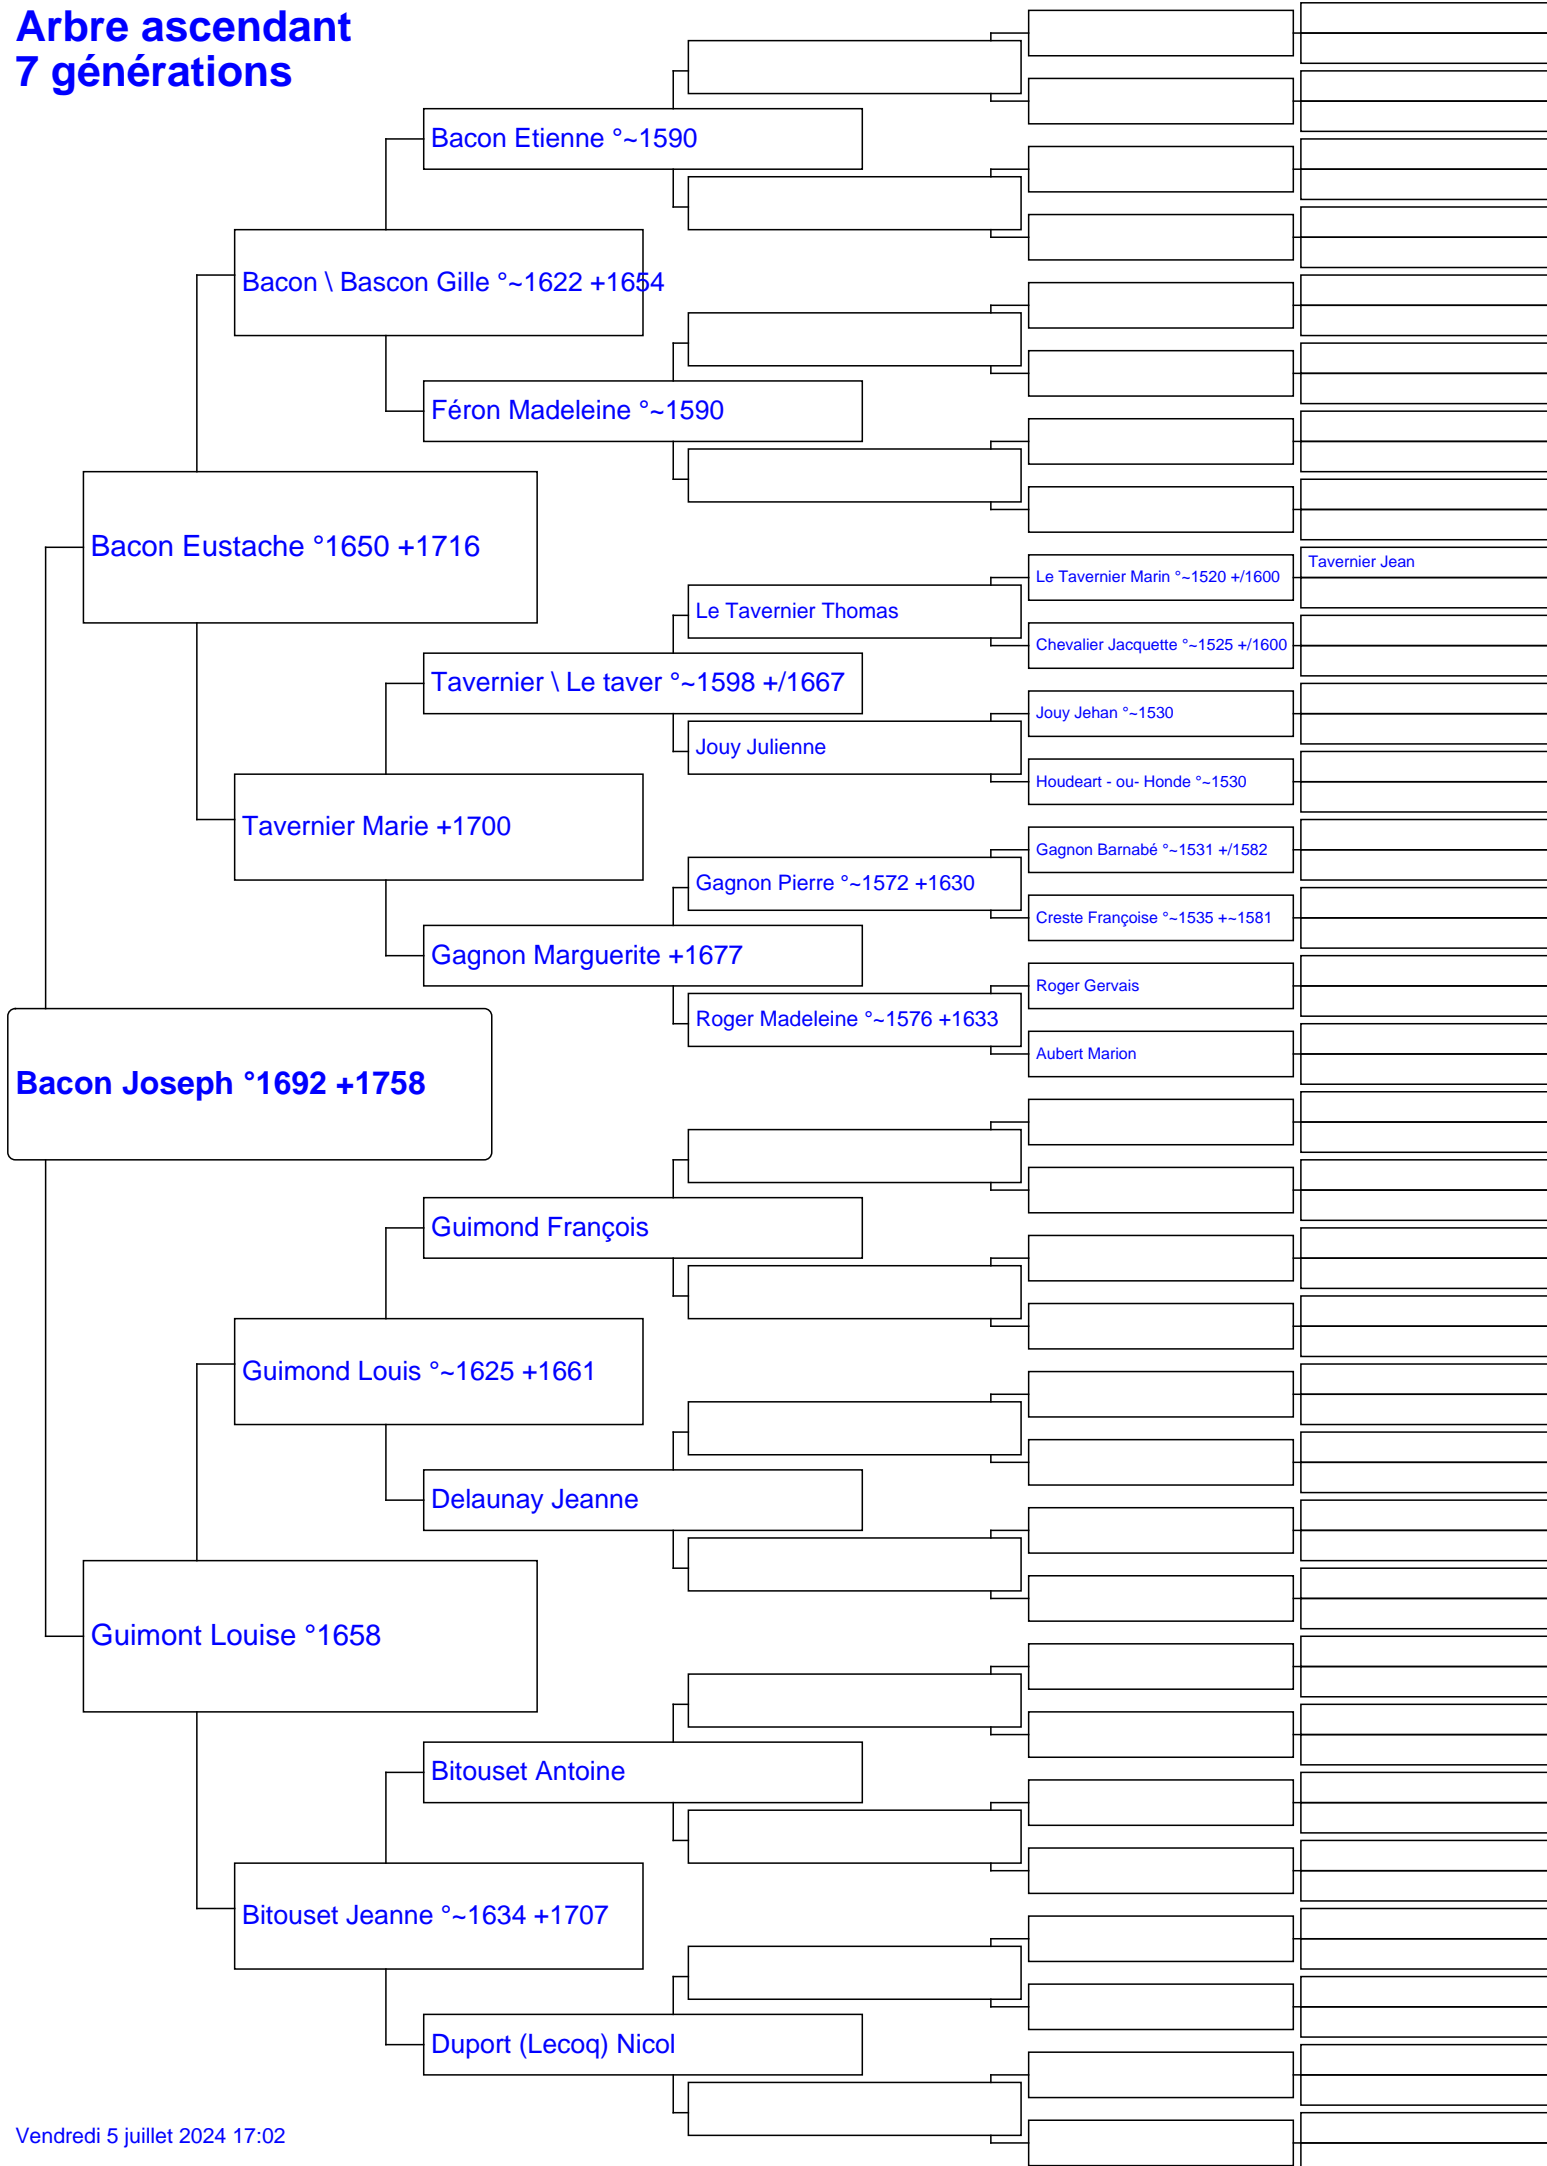 Arbre ascendant
7 générations
Bacon Etienne °~1590
Bacon \ Bascon Gille °~1622 +1654
Féron Madeleine °~1590
Bacon Eustache °1650 +1716
Le Tavernier Marin °~1520 +/1600
Tavernier Jean
Le Tavernier Thomas
Chevalier Jacquette °~1525 +/1600
Tavernier \ Le taver °~1598 +/1667
Jouy Jehan °~1530
Jouy Julienne
Houdeart - ou- Honde °~1530
Tavernier Marie +1700
Gagnon Barnabé °~1531 +/1582
Gagnon Pierre °~1572 +1630
Creste Françoise °~1535 +~1581
Gagnon Marguerite +1677
Roger Gervais
Roger Madeleine °~1576 +1633
Aubert Marion
Bacon Joseph °1692 +1758
Guimond François
Guimond Louis °~1625 +1661
Delaunay Jeanne
Guimont Louise °1658
Bitouset Antoine
Bitouset Jeanne °~1634 +1707
Duport (Lecoq) Nicol
Vendredi 5 juillet 2024 17:02